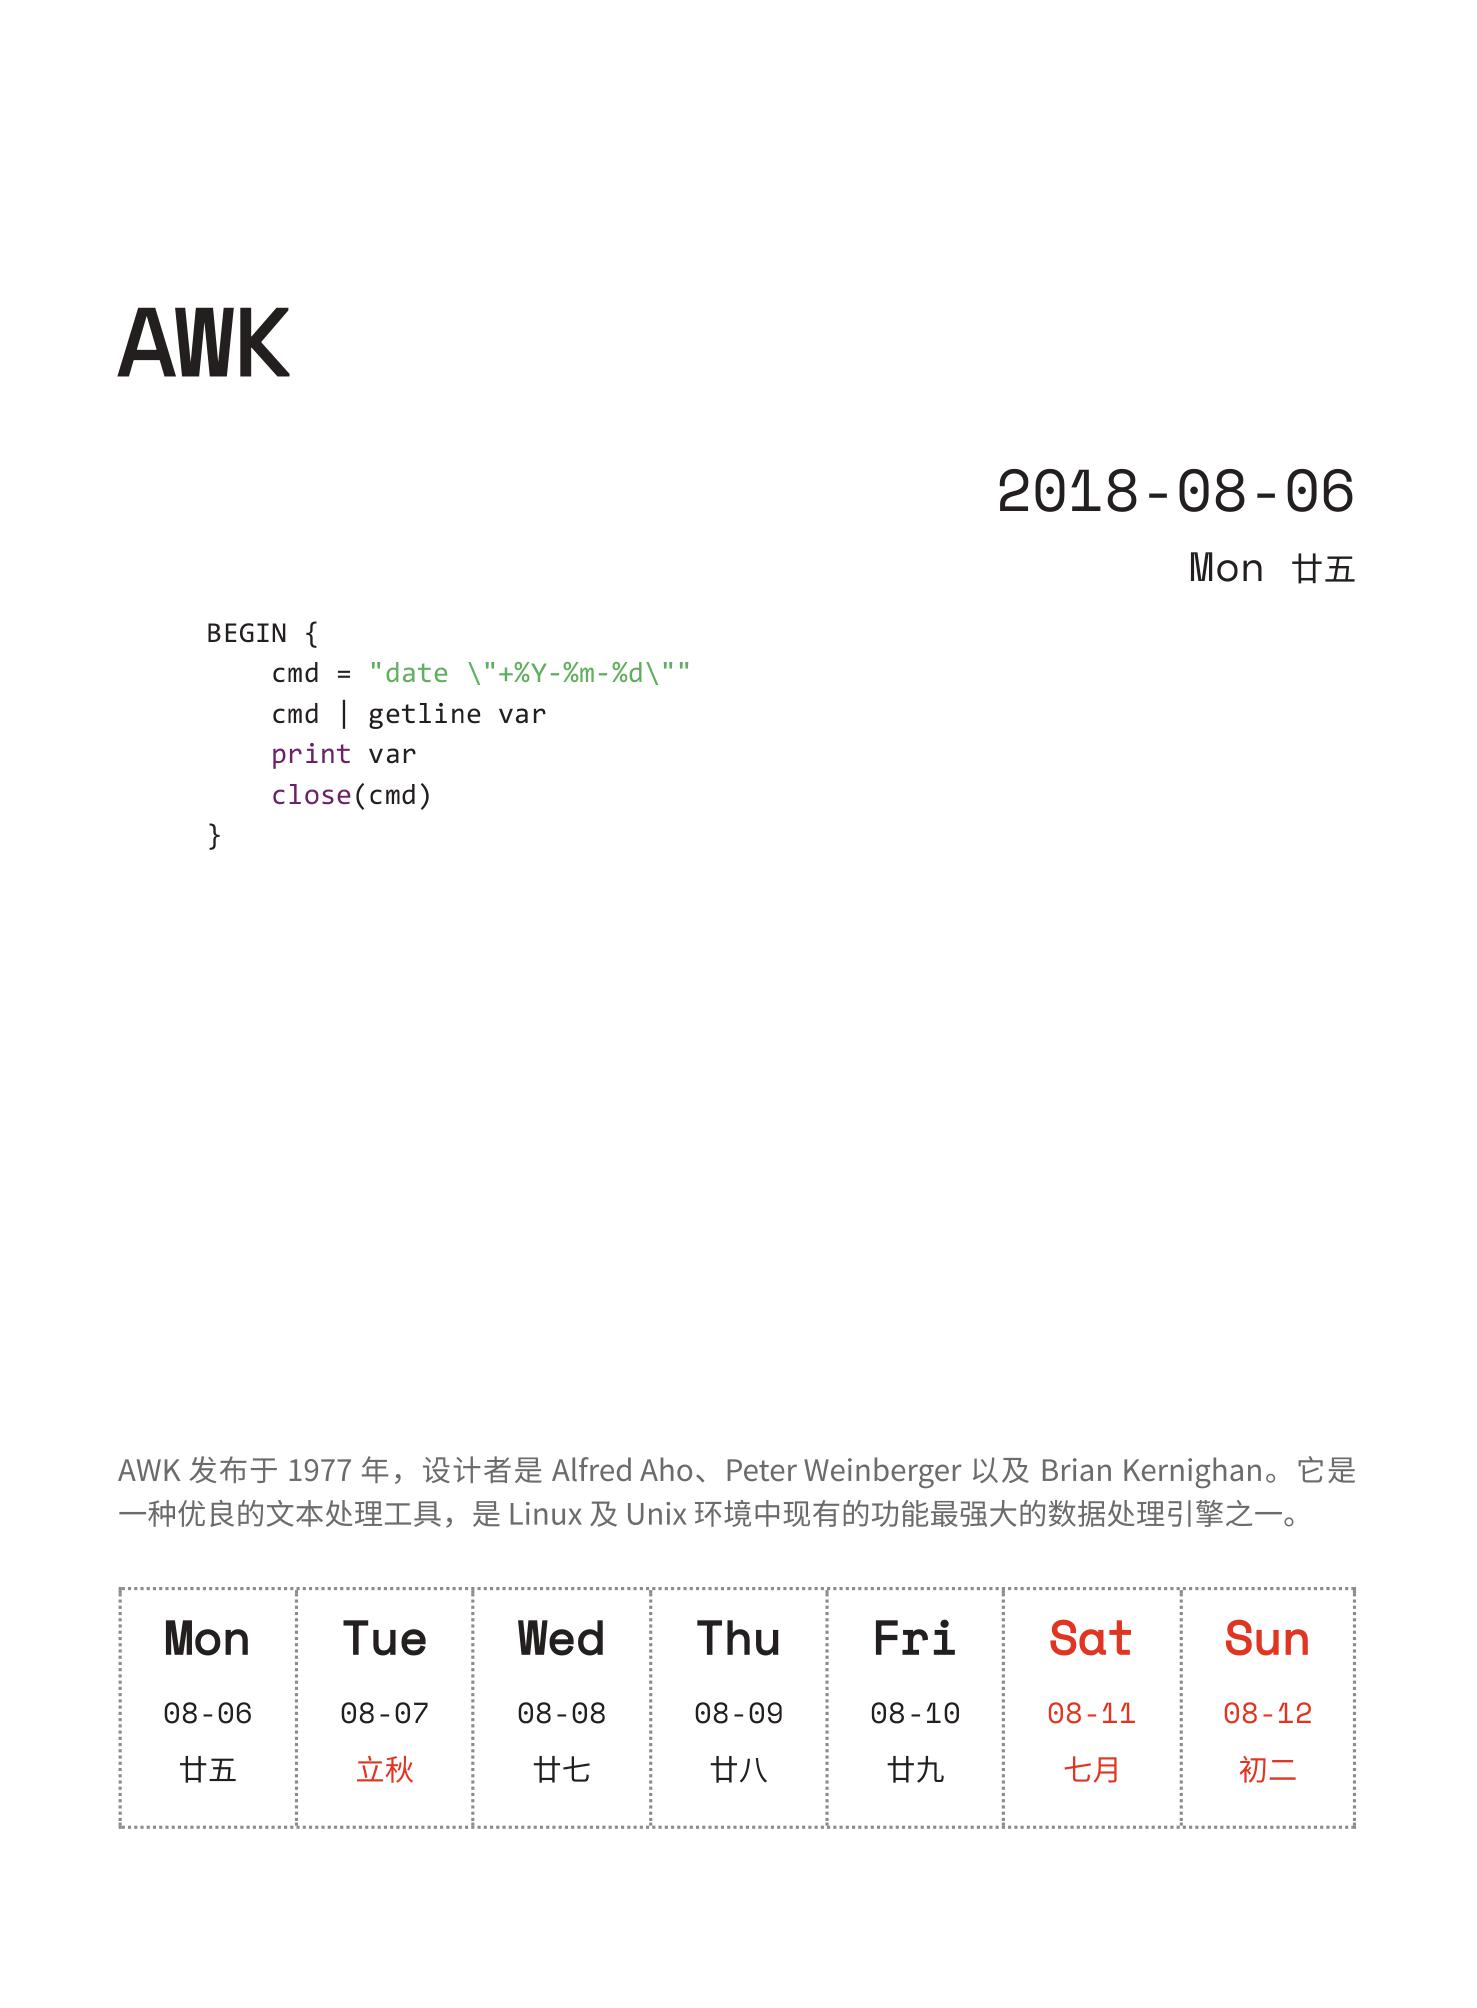 AWK
2018-08-06
Mon 廿五
BEGIN {
    cmd = "date \"+%Y-%m-%d\""
    cmd | getline var
    print var
    close(cmd)
}
AWK 发布于 1977 年，设计者是 Alfred Aho、Peter Weinberger 以及 Brian Kernighan。它是
一种优良的文本处理工具，是 Linux 及 Unix 环境中现有的功能最强大的数据处理引擎之一。
Mon Tue Wed Thu Fri Sat Sun
08-06 08-07 08-08 08-09 08-10 08-11 08-12
廿五 立秋 廿七 廿八 廿九 七月 初二